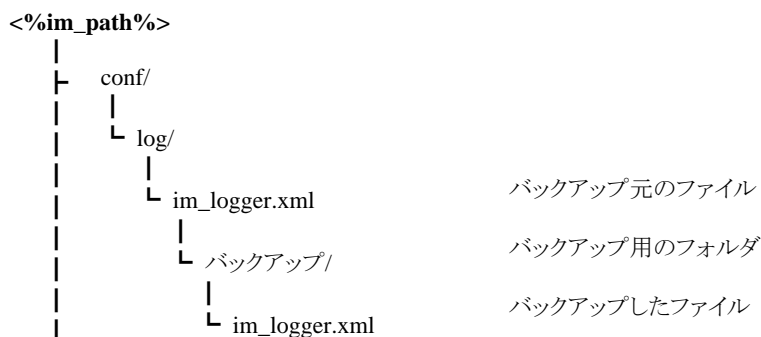 <%im_path%>
conf/
log/
im_logger.xml バックアップ元のファイル
バックアップ/ バックアップ用のフォルダ
im_logger.xml バックアップしたファイル